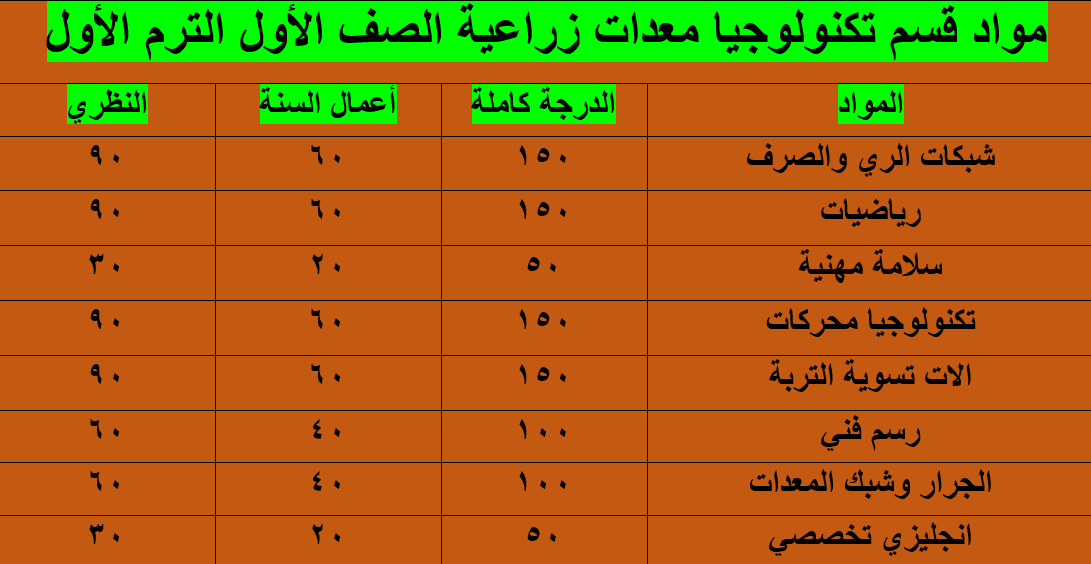 مواد قسم تكنولوجيا معدات زراعية الصف الأول الترم الأول
المواد الدرجة كاملة أعمال السنة النظري
شبكات الري والصرف ١٥٠ ٦٠ ٩٠
رياضيات ١٥٠ ٦٠ ٩٠
سلامة مهنية ٥٠ ٢٠ ٣٠
تكنولوجيا محركات ١٥٠ ٦٠ ٩٠
الات تسوية التربة ١٥٠ ٦٠ ٩٠
رسم فني ١٠٠ ٤٠ ٦٠
الجرار وشبك المعدات ١٠٠ ٤٠ ٦٠
انجليزي تخصصي ٥٠ ٢٠ ٣٠